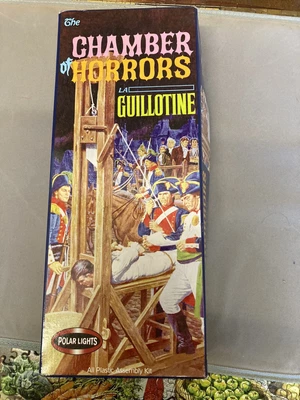 The
CHAMBER
of HORRORS
LA
GUILLOTINE
POLAR LIGHTS
All Plastic Assembly Kit